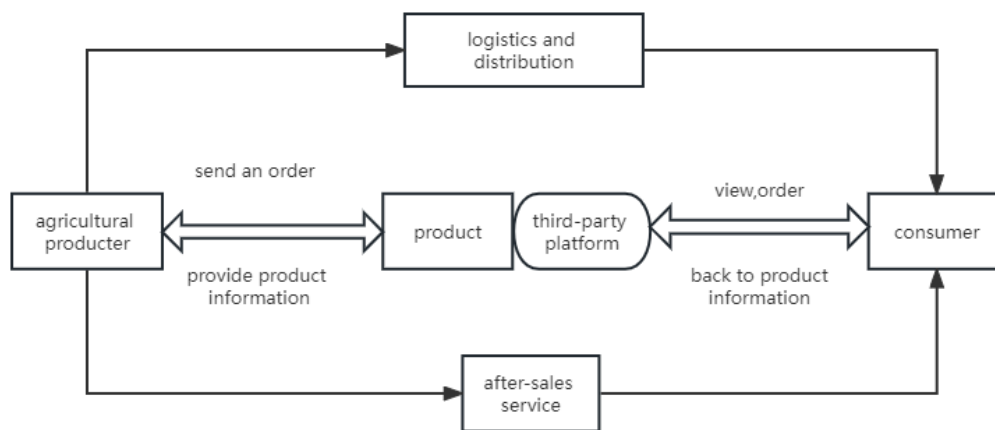 logistics and
distribution
send an order
view,order
agricultural
producter
product
third-party
platform
consumer
provide product
information
back to product
information
after-sales
service